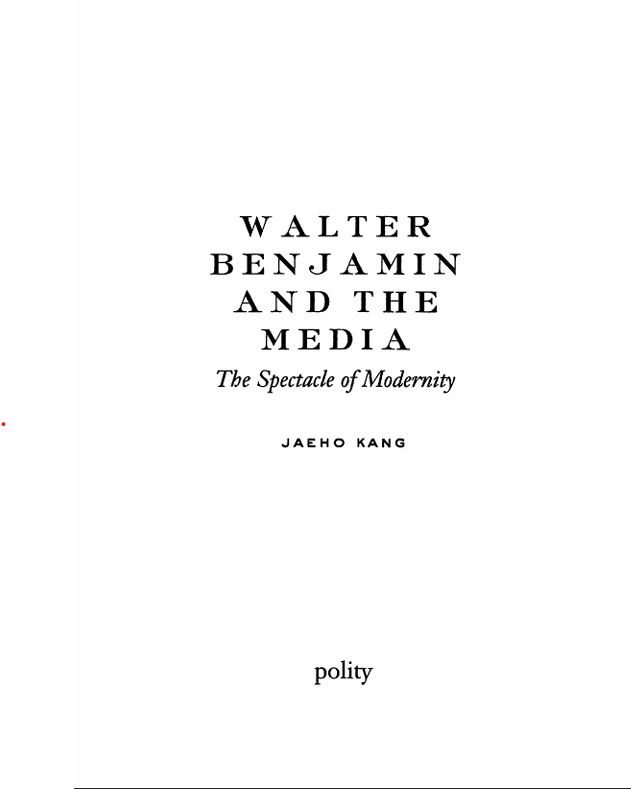 WALTER
BENJAMIN
AND THE
MEDIA
The Spectacle of Modernity
JAEHO KANG
polity